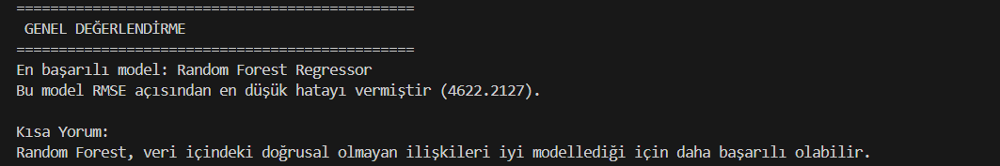 ===============================================
GENEL DEĞERLENDİRME
===============================================
En başarılı model: Random Forest Regressor
Bu model RMSE açısından en düşük hatayı vermiştir (4622.2127).
Kısa Yorum:
Random Forest, veri içindeki doğrusal olmayan ilişkileri iyi modellediği için daha başarılı olabilir.